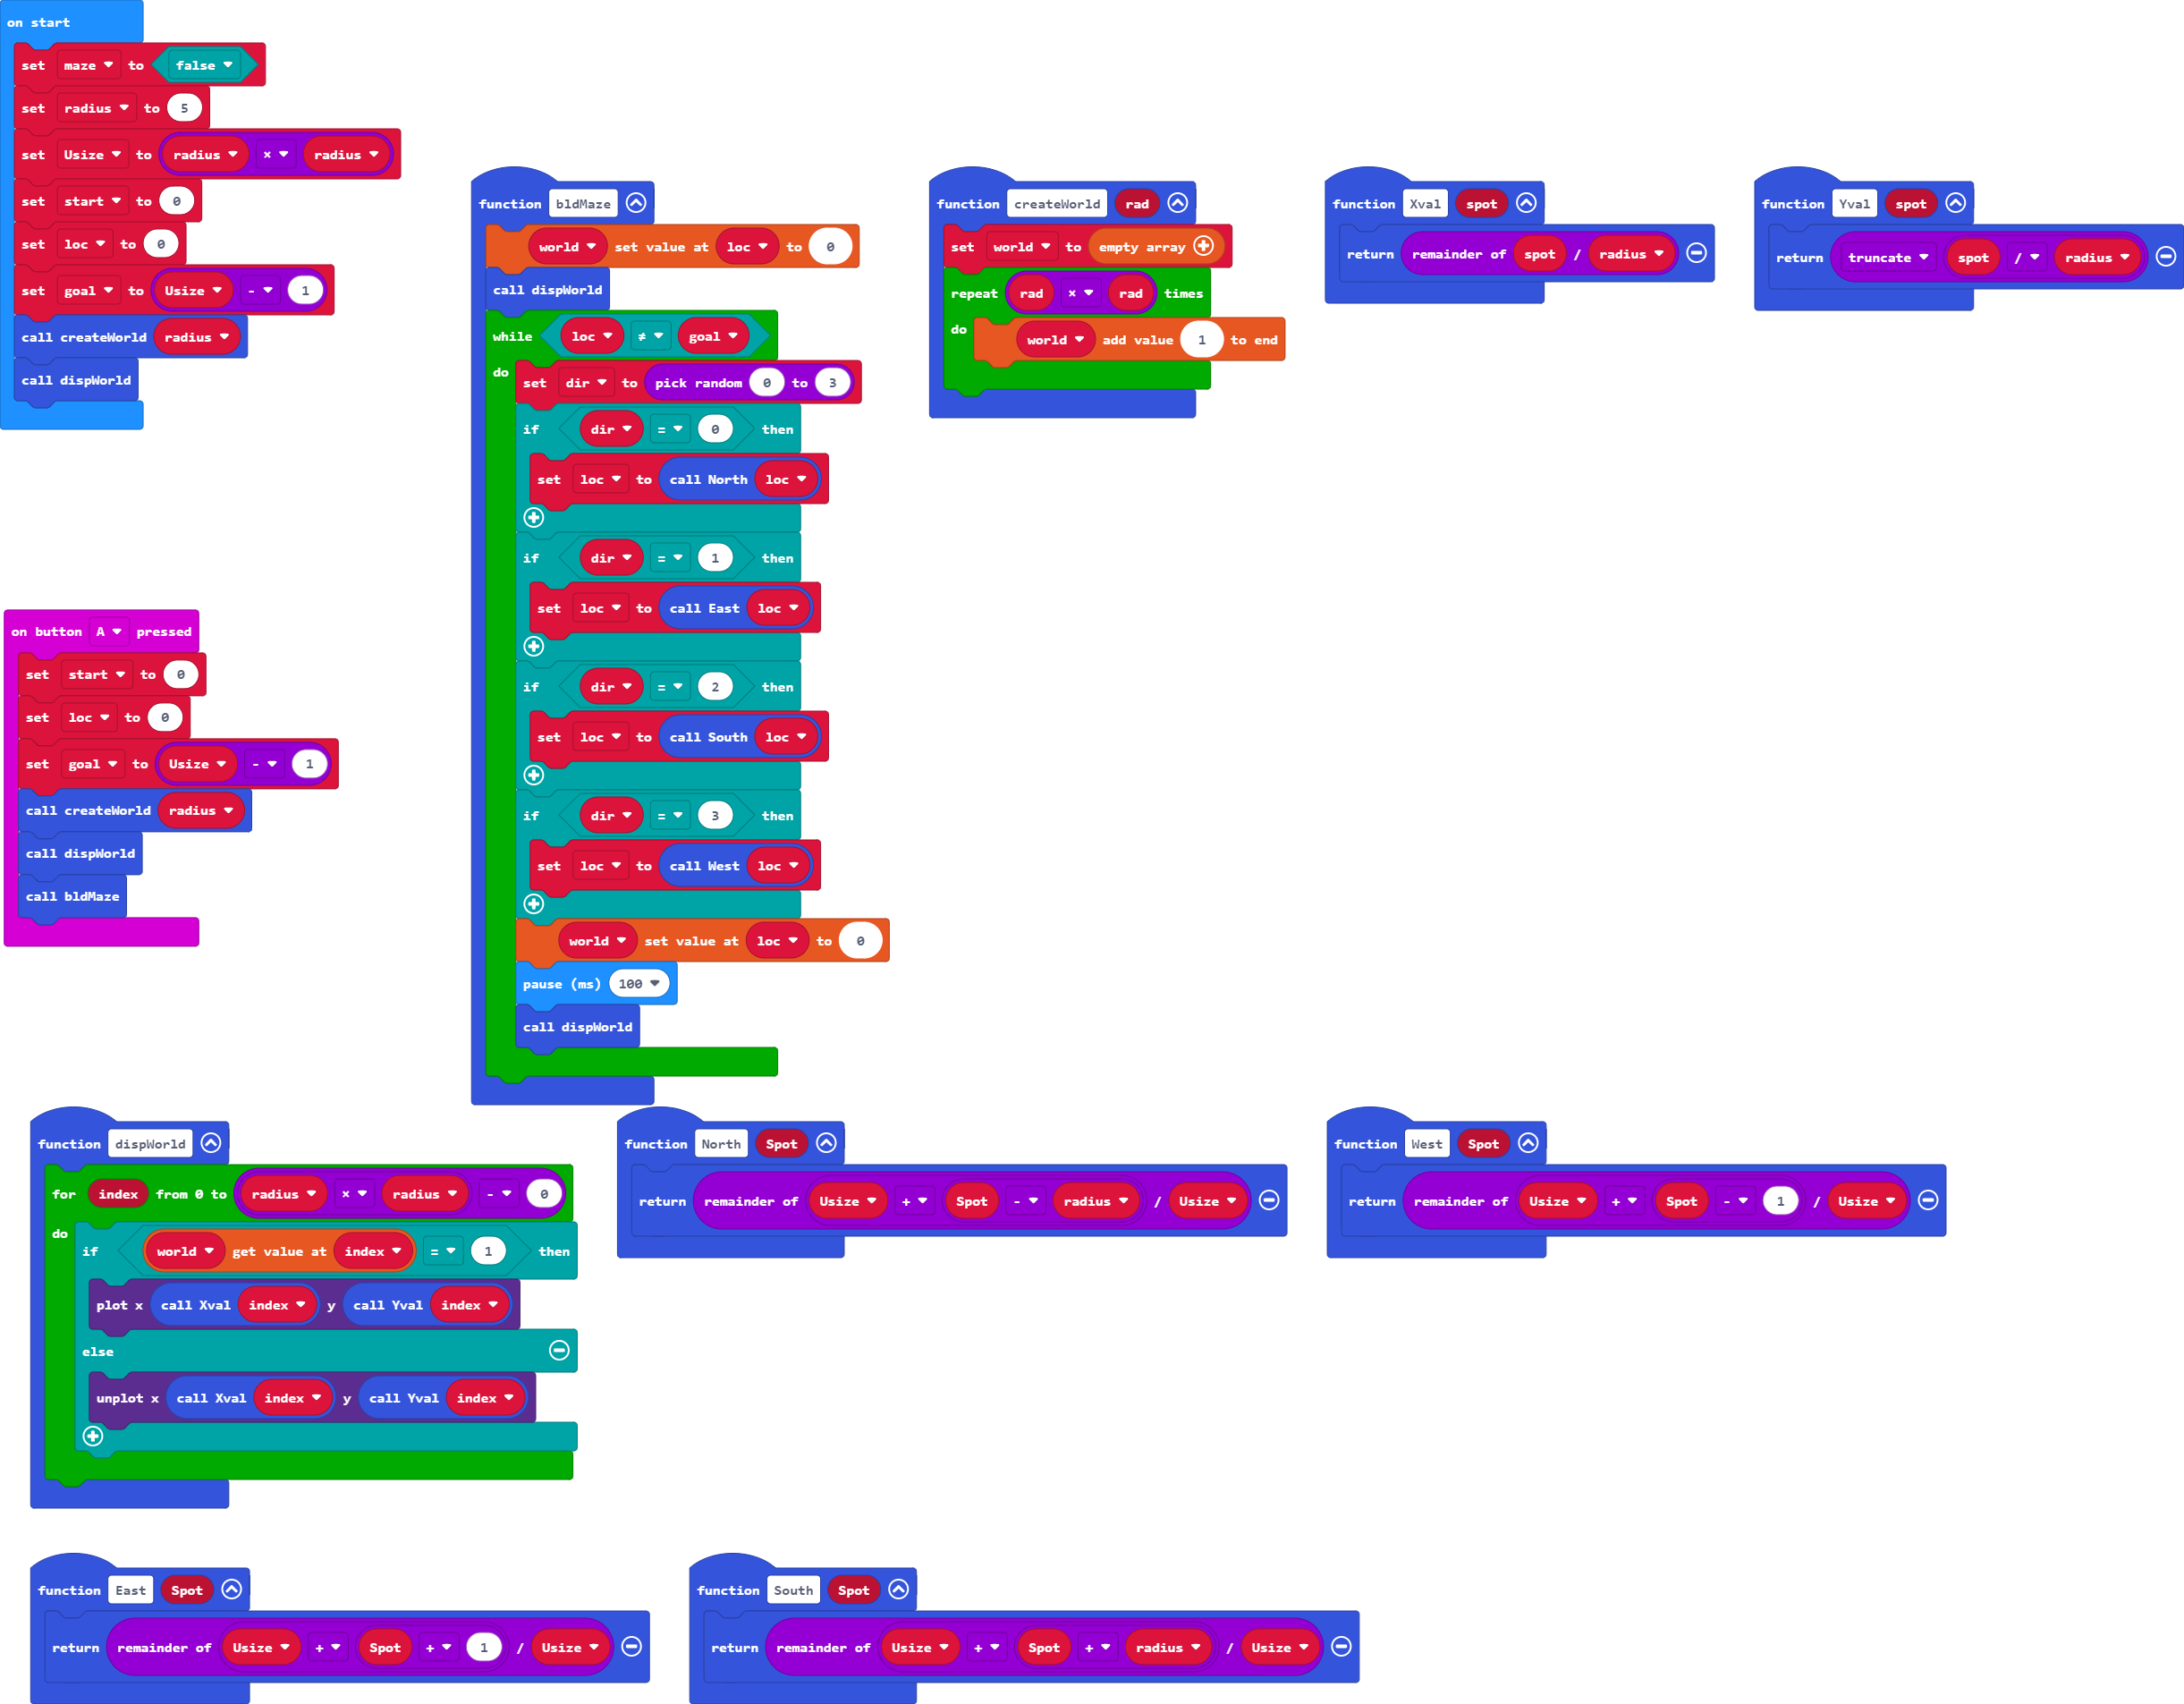 on start
set maze to false
set radius to 5
set Usize to radius × radius
set start to 0
set loc to 0
set goal to Usize - 1
call createWorld radius
call dispWorld
on button A pressed
set start to 0
set loc to 0
set goal to Usize - 1
call createWorld radius
call dispWorld
call bldMaze
function bldMaze
world set value at loc to 0
call dispWorld
while loc ≠ goal
do set dir to pick random 0 to 3
if dir = 0 then
set loc to call North loc
if dir = 1 then
set loc to call East loc
if dir = 2 then
set loc to call South loc
if dir = 3 then
set loc to call West loc
world set value at loc to 0
pause (ms) 100
call dispWorld
function createWorld rad
set world to empty array
repeat rad × rad times
do world add value 1 to end
function Xval spot
return remainder of spot / radius
function Yval spot
return truncate spot / radius
function dispWorld
for index from 0 to radius × radius - 0
do
if world get value at index = 1 then
plot x call Xval index y call Yval index
else
unplot x call Xval index y call Yval index
function North Spot
return remainder of Usize + Spot - radius / Usize
function West Spot
return remainder of Usize + Spot - 1 / Usize
function East Spot
return remainder of Usize + Spot + 1 / Usize
function South Spot
return remainder of Usize + Spot + radius / Usize